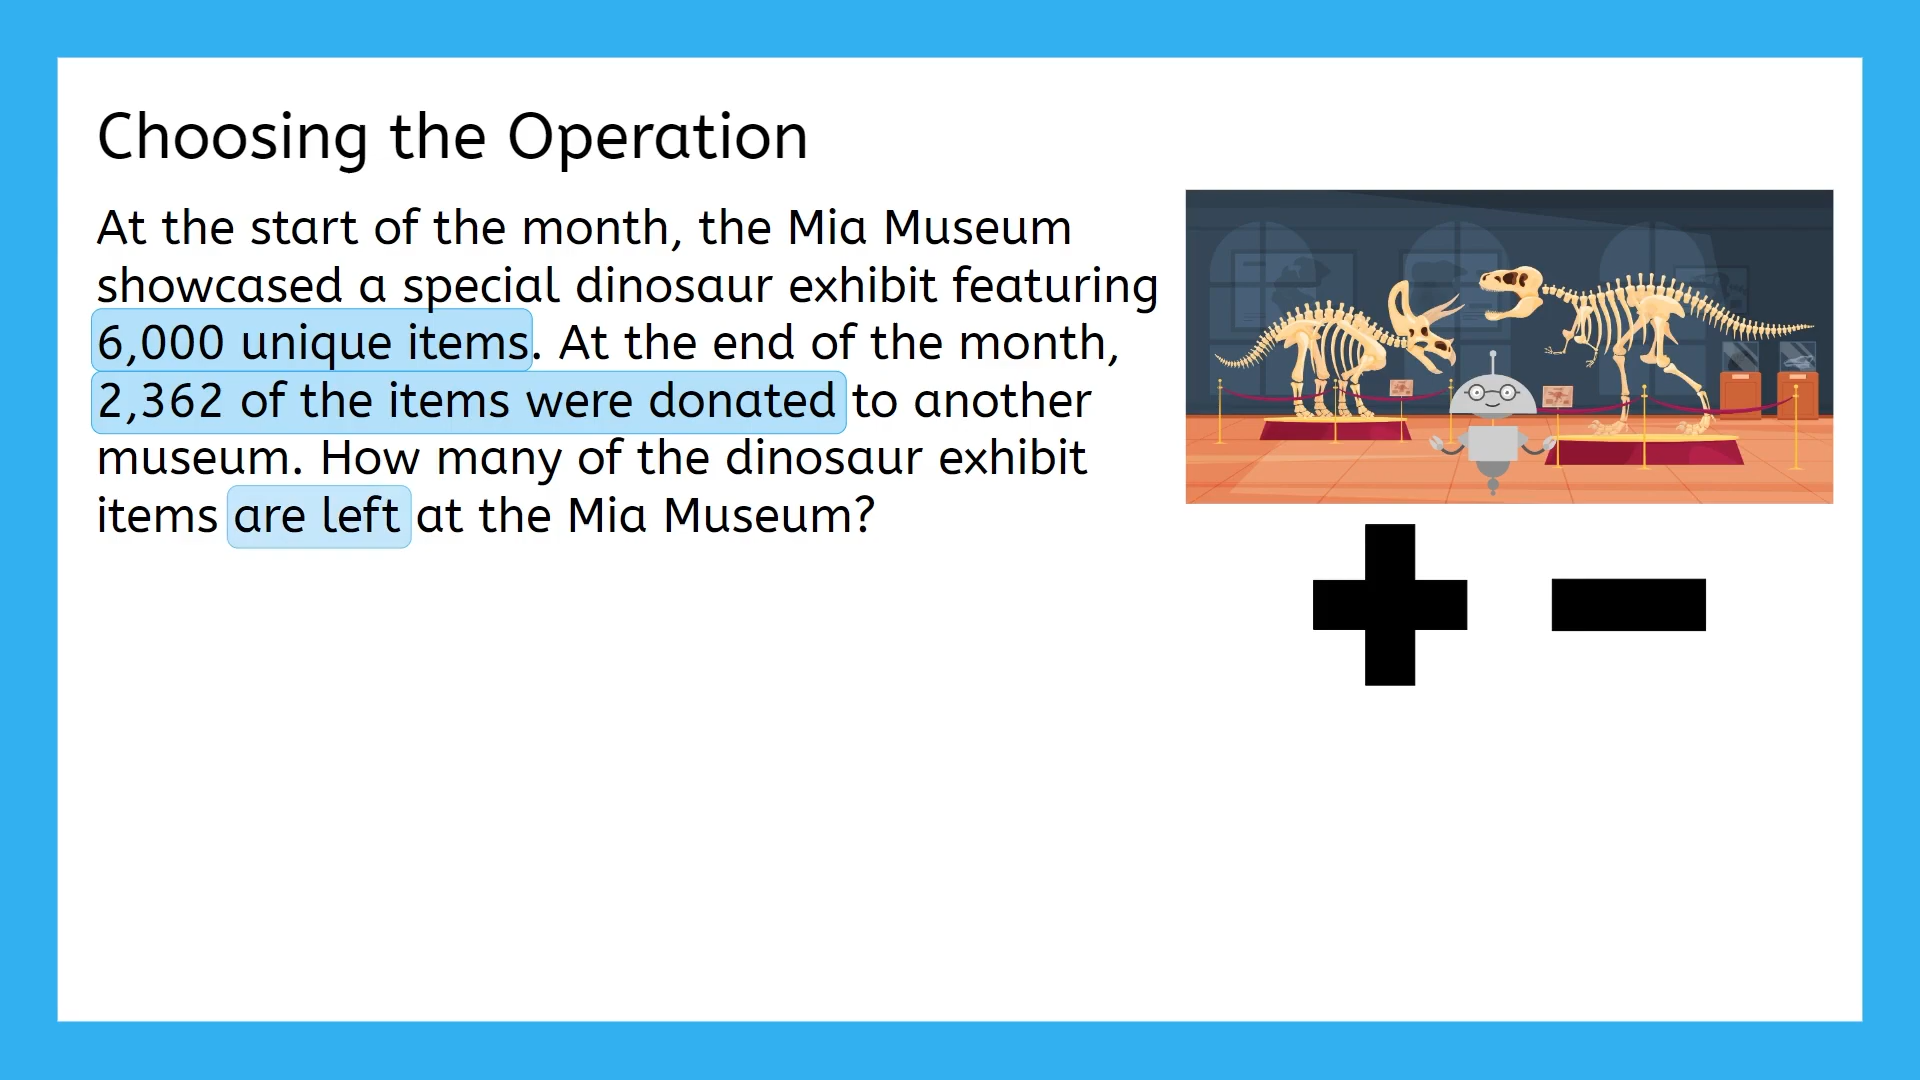 Choosing the Operation
At the start of the month, the Mia Museum
showcased a special dinosaur exhibit featuring
6,000 unique items. At the end of the month,
2,362 of the items were donated to another
museum. How many of the dinosaur exhibit
items are left at the Mia Museum?
+ −